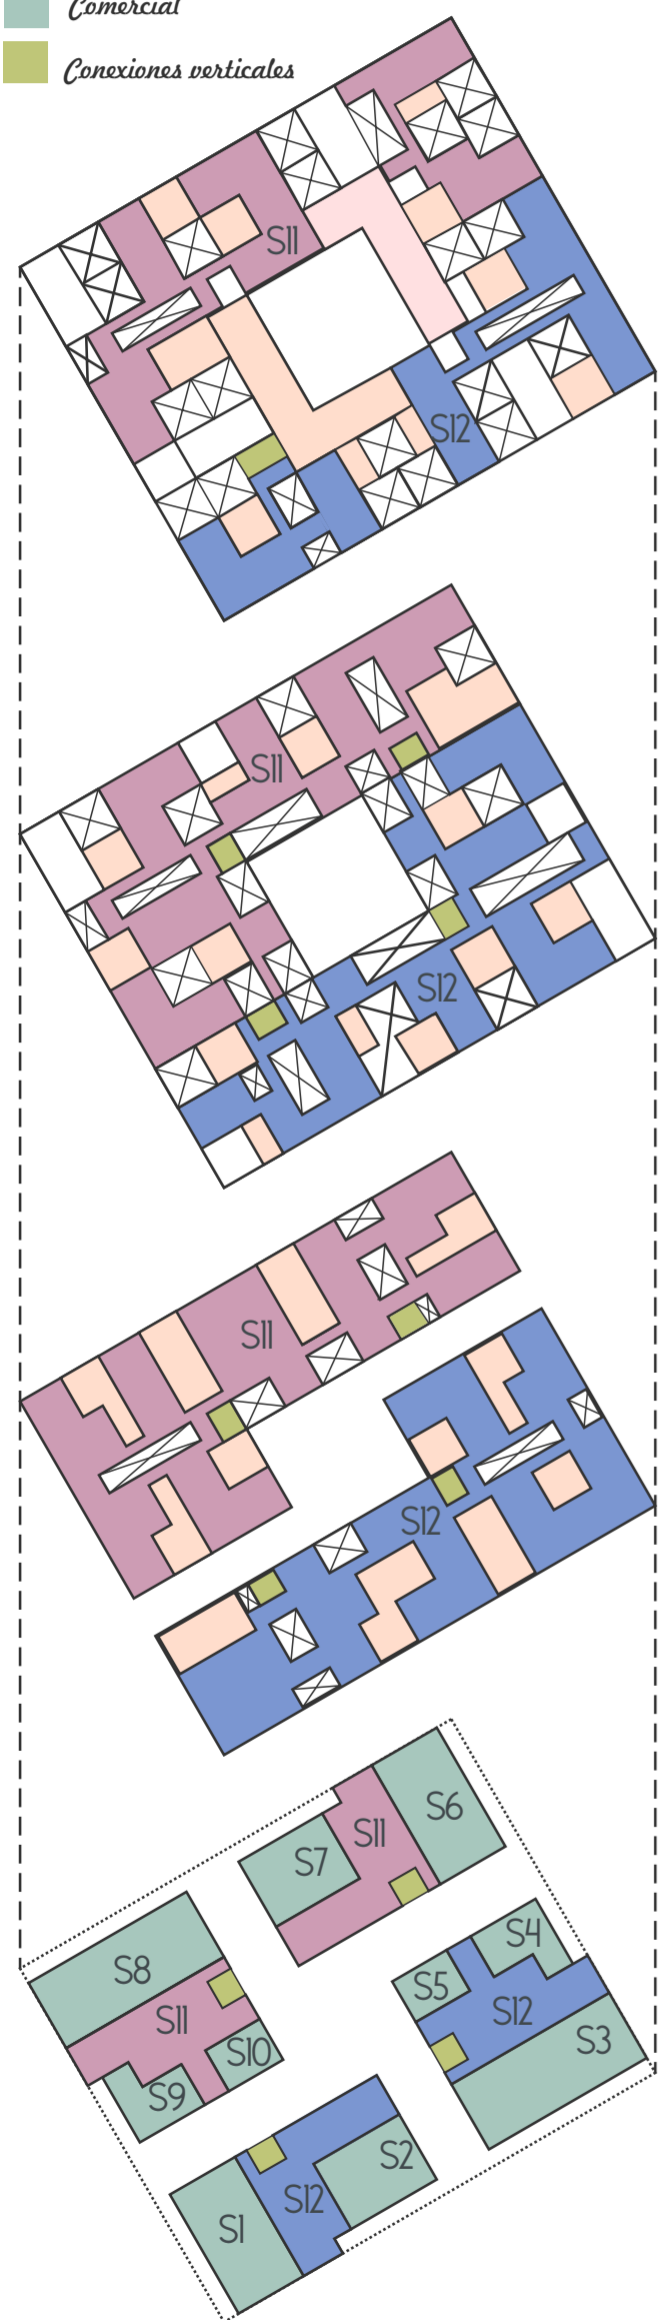 Comercial
Conexiones verticales
S11
S12
S11
S12
S11
S12
S6
S11
S7
S4
S8
S5
S12
S11
S3
S10
S9
S2
S12
S1